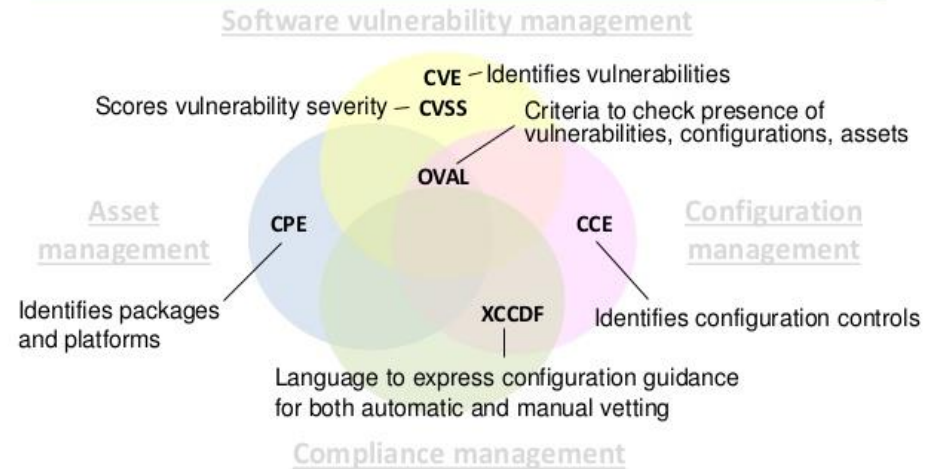 Software vulnerability management
CVE – Identifies vulnerabilities
Scores vulnerability severity – CVSS
Criteria to check presence of
vulnerabilities, configurations, assets
OVAL
Asset
management
CPE
CCE
Configuration
management
Identifies packages
and platforms
XCCDF
Identifies configuration controls
Language to express configuration guidance
for both automatic and manual vetting
Compliance management